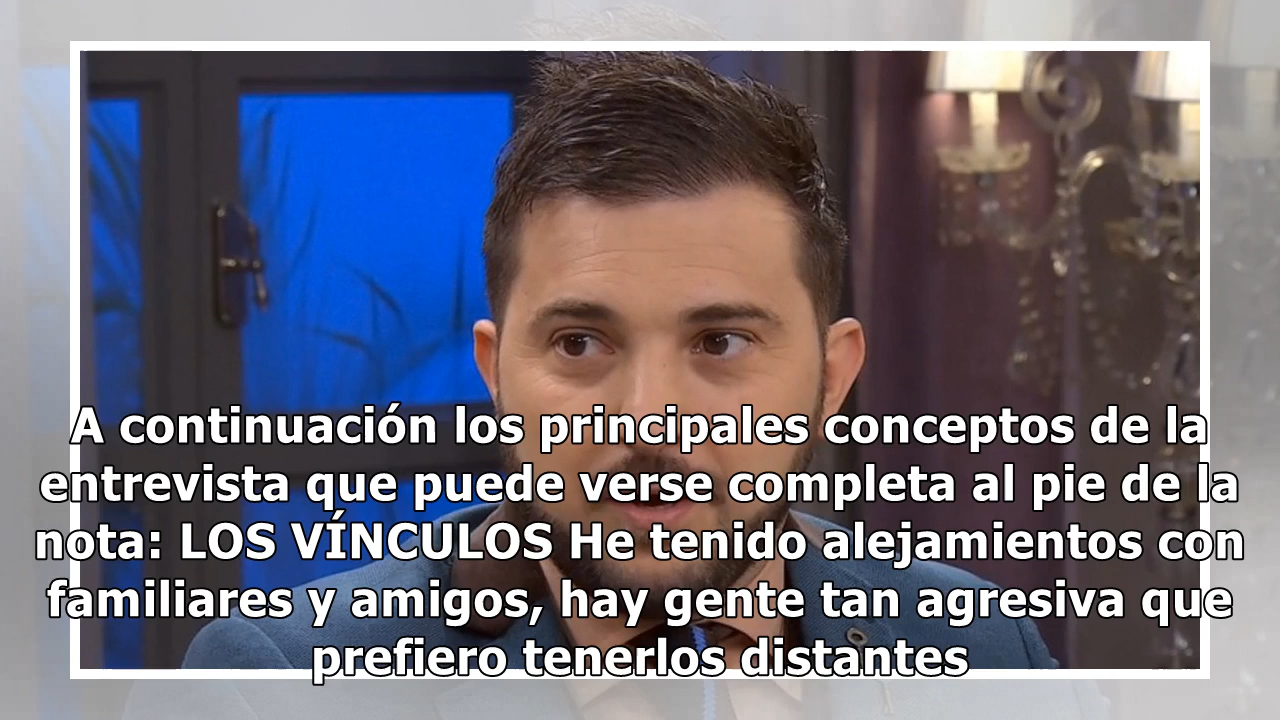 A continuación los principales conceptos de la
entrevista que puede verse completa al pie de la
nota: LOS VÍNCULOS He tenido alejamientos con
familiares y amigos, hay gente tan agresiva que
prefiero tenerlos distantes